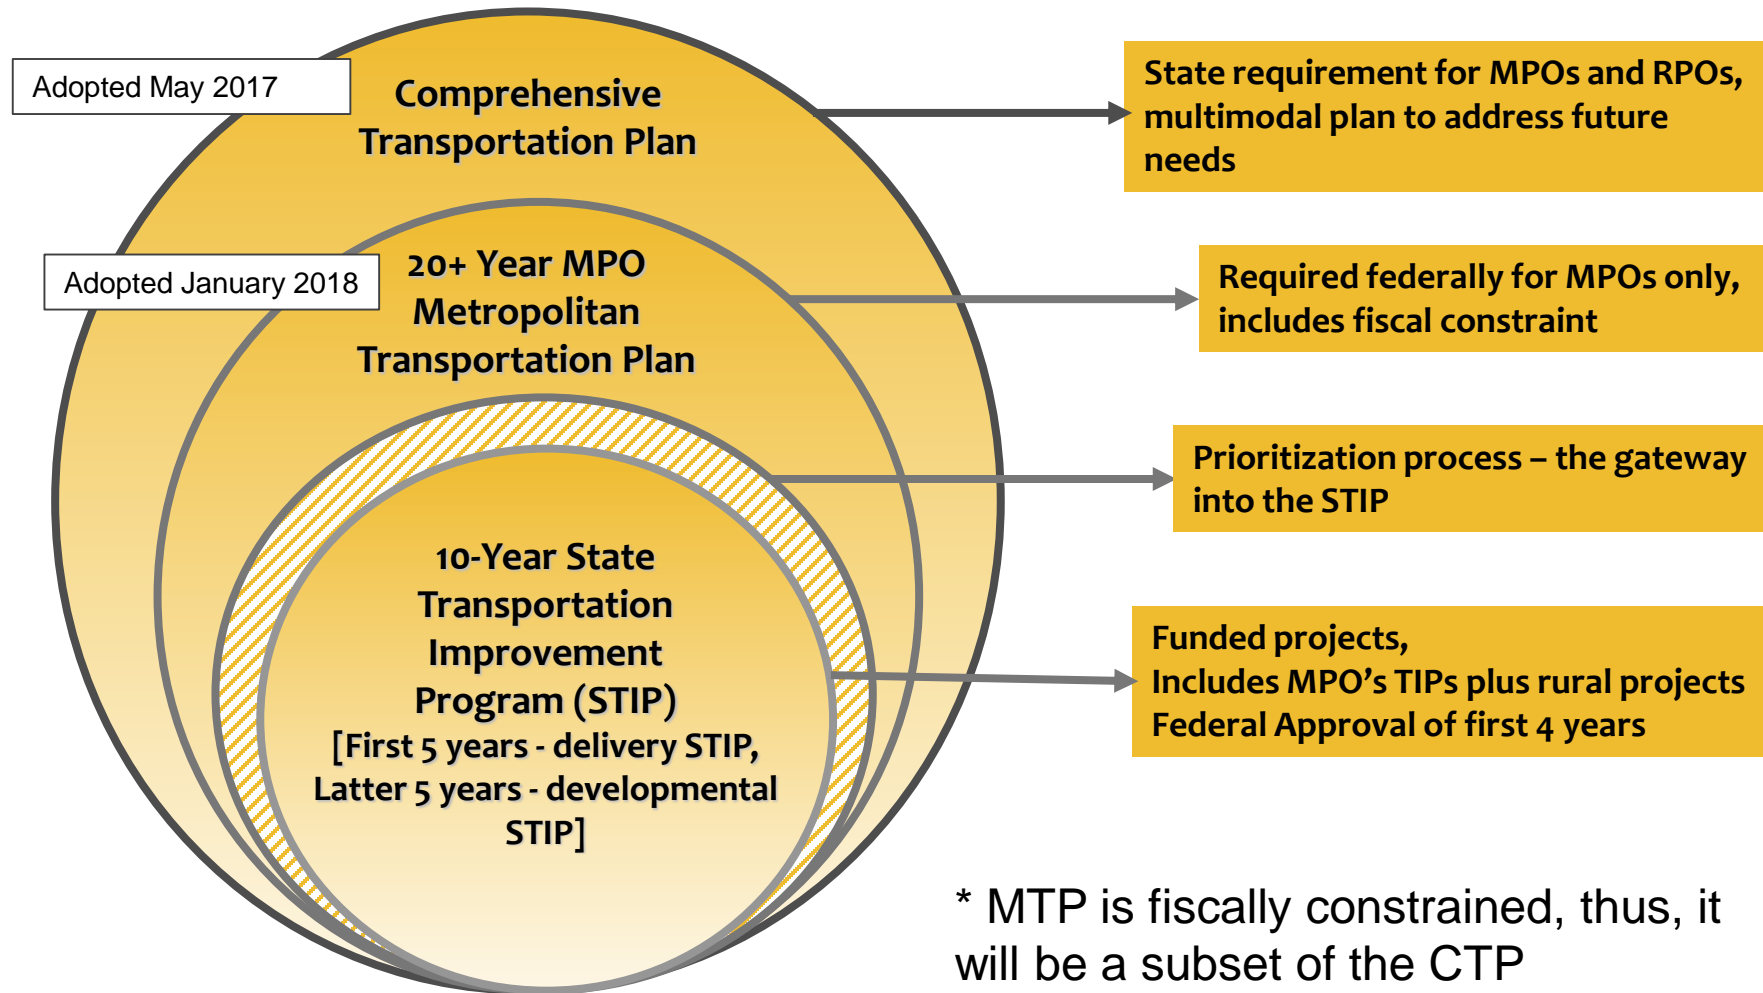 Adopted May 2017
Comprehensive
Transportation Plan
State requirement for MPOs and RPOs,
multimodal plan to address future
needs
Adopted January 2018
20+ Year MPO
Metropolitan
Transportation Plan
Required federally for MPOs only,
includes fiscal constraint
Prioritization process – the gateway
into the STIP
10-Year State
Transportation
Improvement
Program (STIP)
[First 5 years - delivery STIP,
Latter 5 years - developmental
STIP]
Funded projects,
Includes MPO’s TIPs plus rural projects
Federal Approval of first 4 years
* MTP is fiscally constrained, thus, it
will be a subset of the CTP